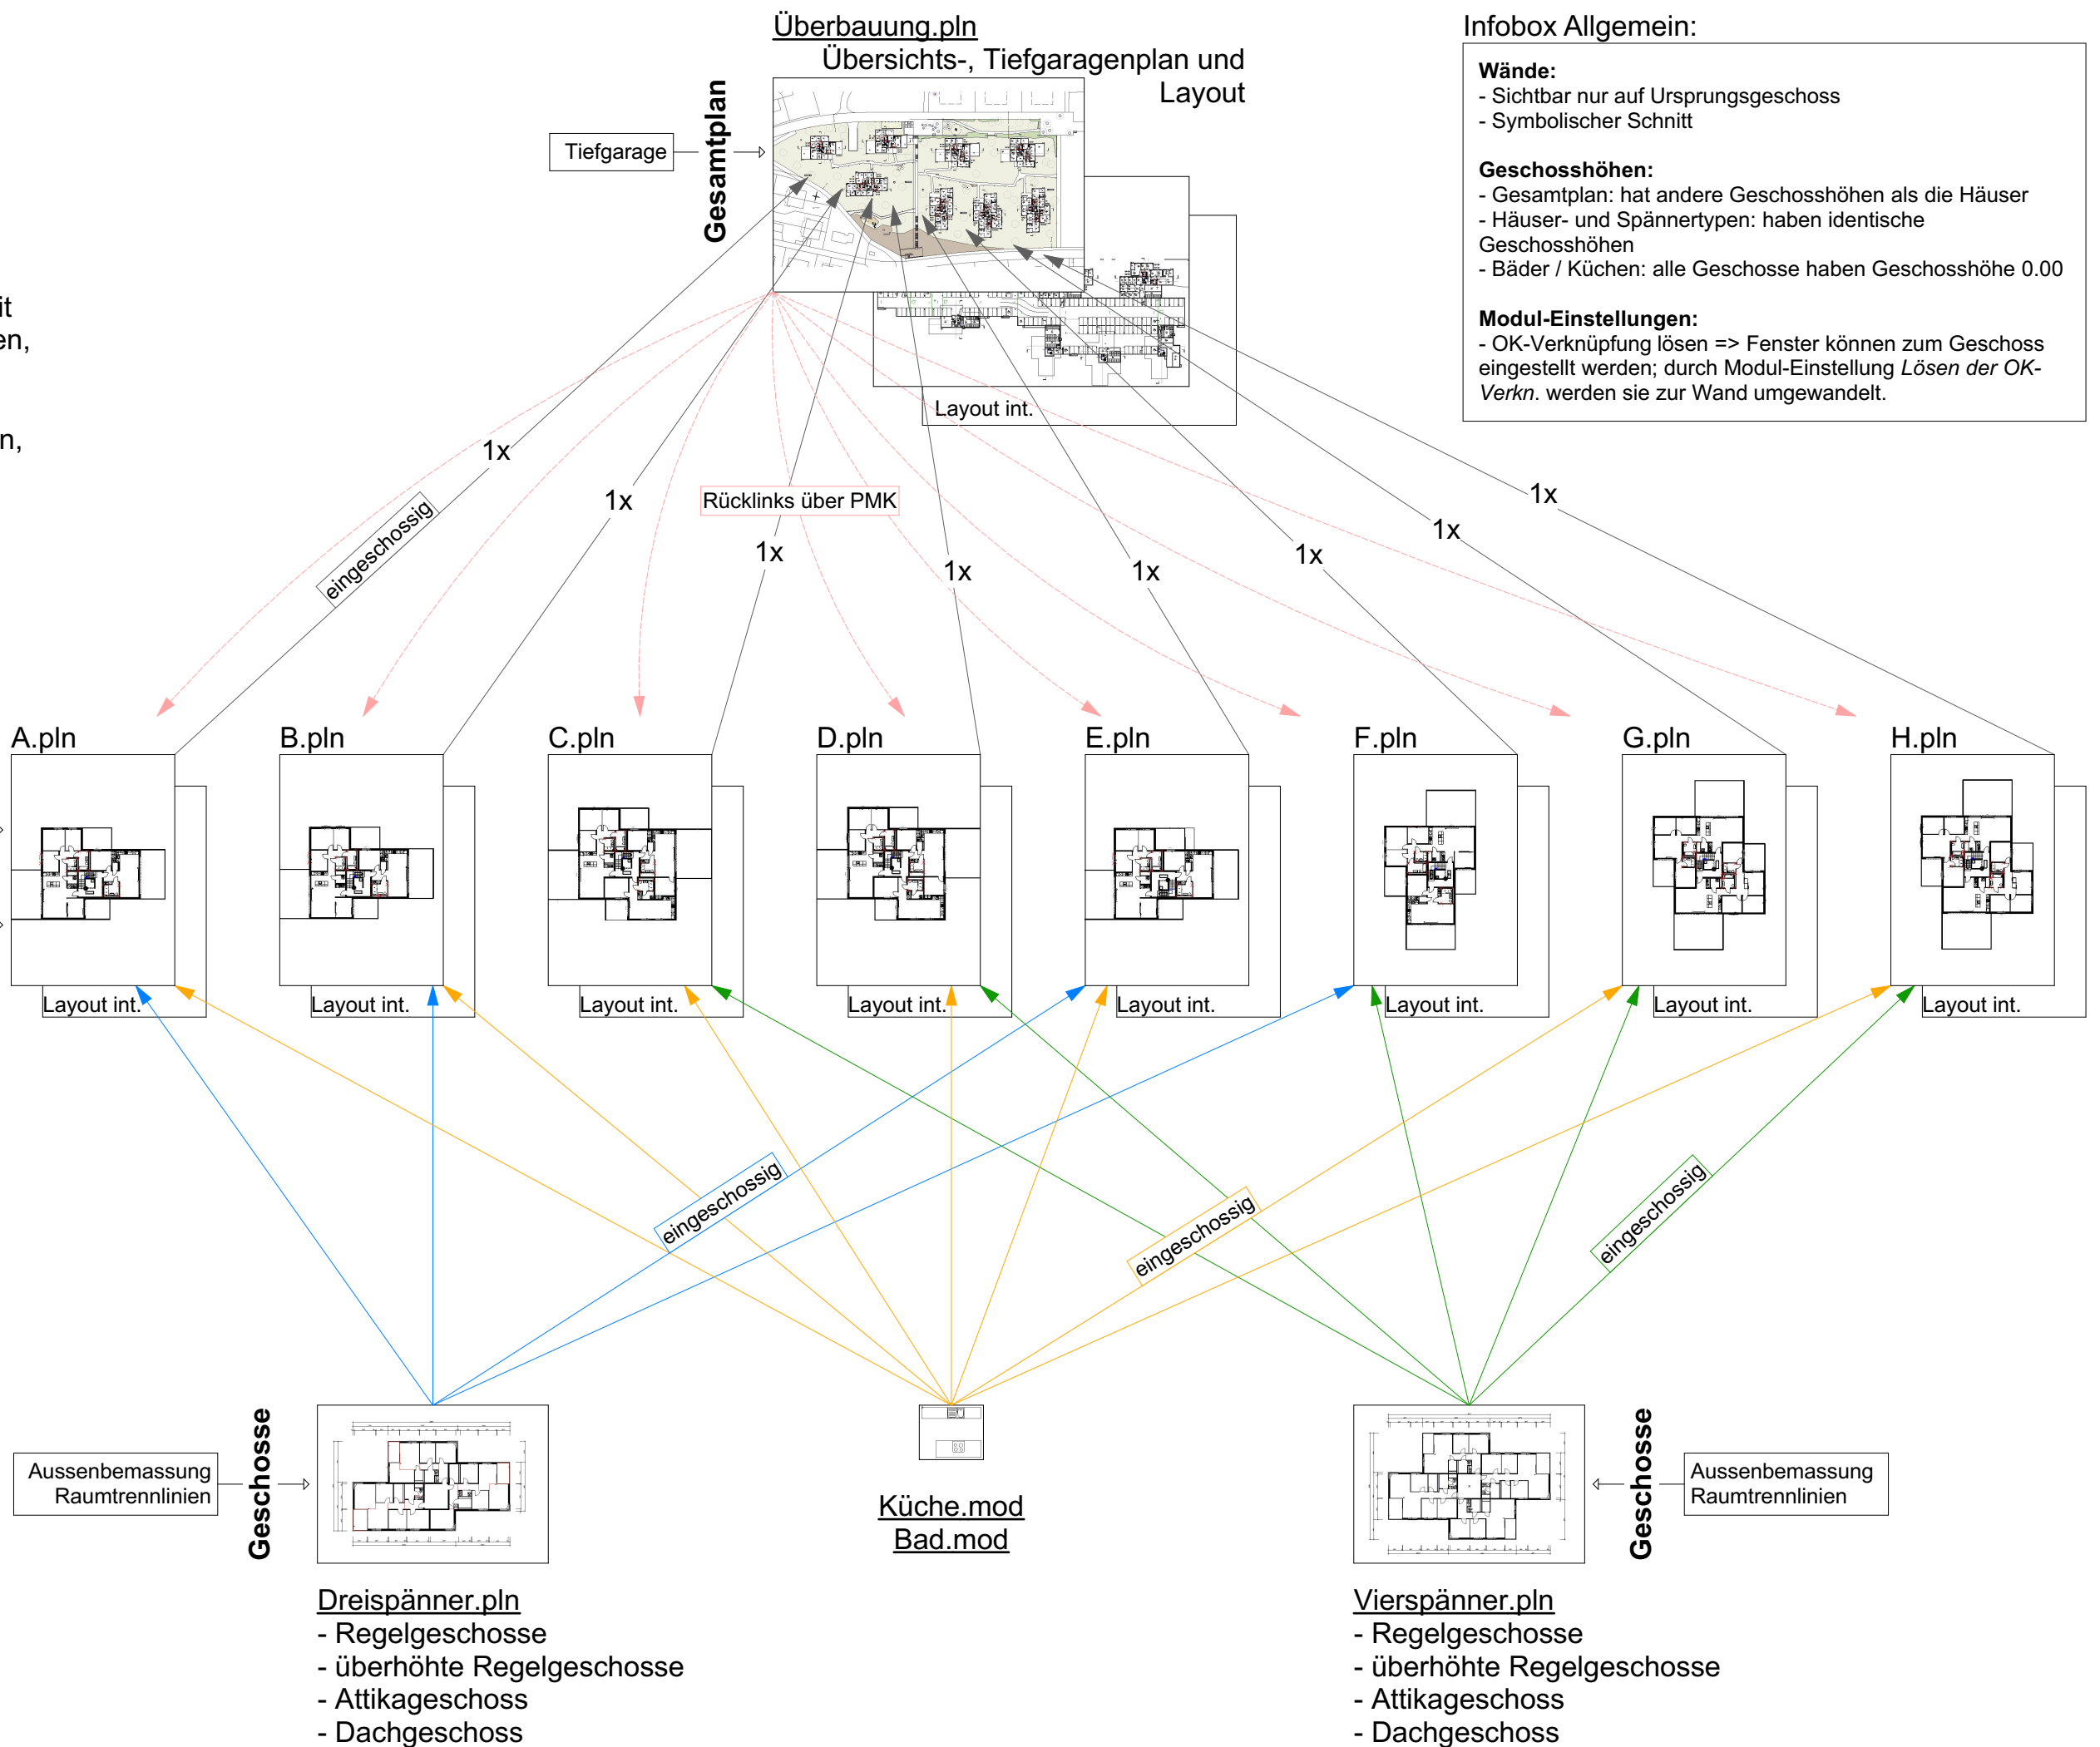 Überbauung.pln
Übersichts-, Tiefgaragenplan und
Layout
Gesamtplan
Tiefgarage
Layout int.
Infobox Allgemein:
Wände:
- Sichtbar nur auf Ursprungsgeschoss
- Symbolischer Schnitt
Geschosshöhen:
- Gesamtplan: hat andere Geschosshöhen als die Häuser
- Häuser- und Spännertypen: haben identische
Geschosshöhen
- Bäder / Küchen: alle Geschosse haben Geschosshöhe 0.00
Modul-Einstellungen:
- OK-Verknüpfung lösen => Fenster können zum Geschoss
eingestellt werden; durch Modul-Einstellung Lösen der OK-
Verkn. werden sie zur Wand umgewandelt.
it
en,
n,
1x
1x
1x
1x
1x
1x
1x
1x
eingeschossig
Rücklinks über PMK
A.pln
B.pln
C.pln
D.pln
E.pln
F.pln
G.pln
H.pln
Layout int.
Layout int.
Layout int.
Layout int.
Layout int.
Layout int.
Layout int.
Layout int.
eingeschossig
eingeschossig
eingeschossig
Aussenbemassung
Raumtrennlinien
Geschosse
Dreispänner.pln
- Regelgeschosse
- überhöhte Regelgeschosse
- Attikageschoss
- Dachgeschoss
Küche.mod
Bad.mod
Geschosse
Aussenbemassung
Raumtrennlinien
Vierspänner.pln
- Regelgeschosse
- überhöhte Regelgeschosse
- Attikageschoss
- Dachgeschoss